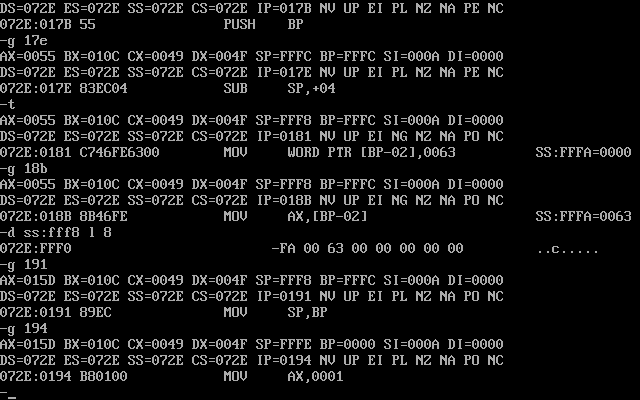 DS=072E ES=072E SS=072E CS=072E IP=017B NV UP EI PL NZ NA PE NC
072E:017B 55 PUSH BP
-g 17e
AX=0055 BX=010C CX=0049 DX=004F SP=FFFC BP=FFFC SI=000A DI=0000
DS=072E ES=072E SS=072E CS=072E IP=017E NV UP EI PL NZ NA PE NC
072E:017E 83EC04 SUB SP,+04
-t
AX=0055 BX=010C CX=0049 DX=004F SP=FFF8 BP=FFFC SI=000A DI=0000
DS=072E ES=072E SS=072E CS=072E IP=0181 NV UP EI NG NZ NA PO NC
072E:0181 C746FE6300 MOV WORD PTR [BP-02],0063 SS:FFFA=0000
-g 18b
AX=0055 BX=010C CX=0049 DX=004F SP=FFF8 BP=FFFC SI=000A DI=0000
DS=072E ES=072E SS=072E CS=072E IP=018B NV UP EI NG NZ NA PO NC
072E:018B 8B46FE MOV AX,[BP-02] SS:FFFA=0063
-d ss:fff8 l 8
072E:FFF0 -FA 00 63 00 00 00 00 00 ..c.....
-g 191
AX=015D BX=010C CX=0049 DX=004F SP=FFF8 BP=FFFC SI=000A DI=0000
DS=072E ES=072E SS=072E CS=072E IP=0191 NV UP EI PL NZ NA PO NC
072E:0191 89EC MOV SP,BP
-g 194
AX=015D BX=010C CX=0049 DX=004F SP=FFFE BP=0000 SI=000A DI=0000
DS=072E ES=072E SS=072E CS=072E IP=0194 NV UP EI PL NZ NA PO NC
072E:0194 B80100 MOV AX,0001
-_